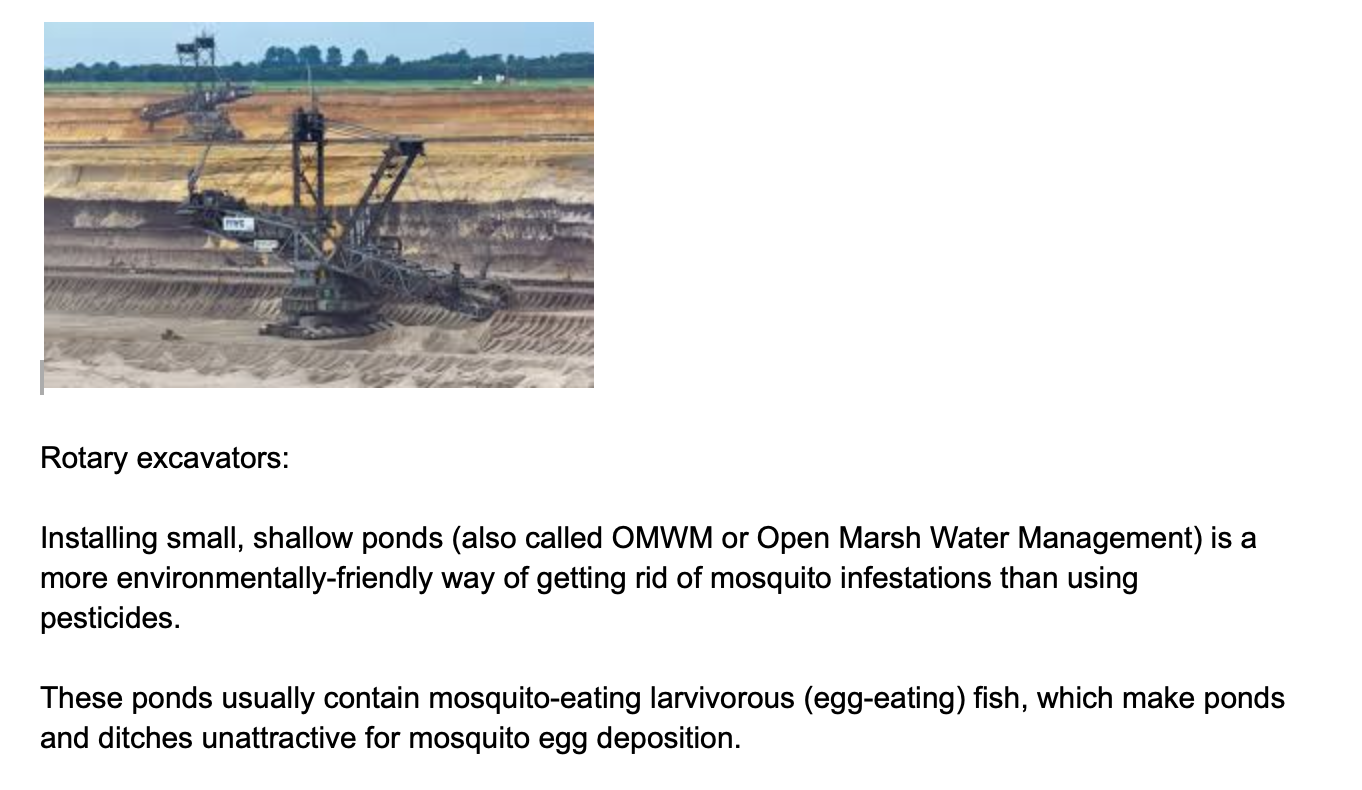 Rotary excavators:
Installing small, shallow ponds (also called OMWM or Open Marsh Water Management) is a
more environmentally-friendly way of getting rid of mosquito infestations than using
pesticides.
These ponds usually contain mosquito-eating larvivorous (egg-eating) fish, which make ponds
and ditches unattractive for mosquito egg deposition.